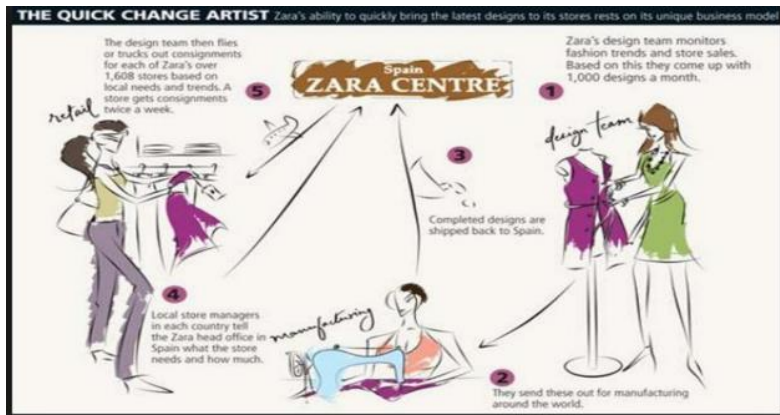 THE QUICK CHANGE ARTIST Zara's ability to quickly bring the latest designs to its stores rests on its unique business model
The design team then flies
or trucks out consignments
for each of Zara's over
1,608 stores based on
local needs and trends. A
store gets consignments
twice a week.
5
Spain
ZARA CENTRE
1
Zara's design team monitors
fashion trends and store sales.
Based on this they come up with
1,000 designs a month.
retail
design team
3
Completed designs are
shipped back to Spain.
4
Local store managers
in each country tell
the Zara head office in
Spain what the store
needs and how much.
manufacturing
2
They send these out for manufacturing
around the world.